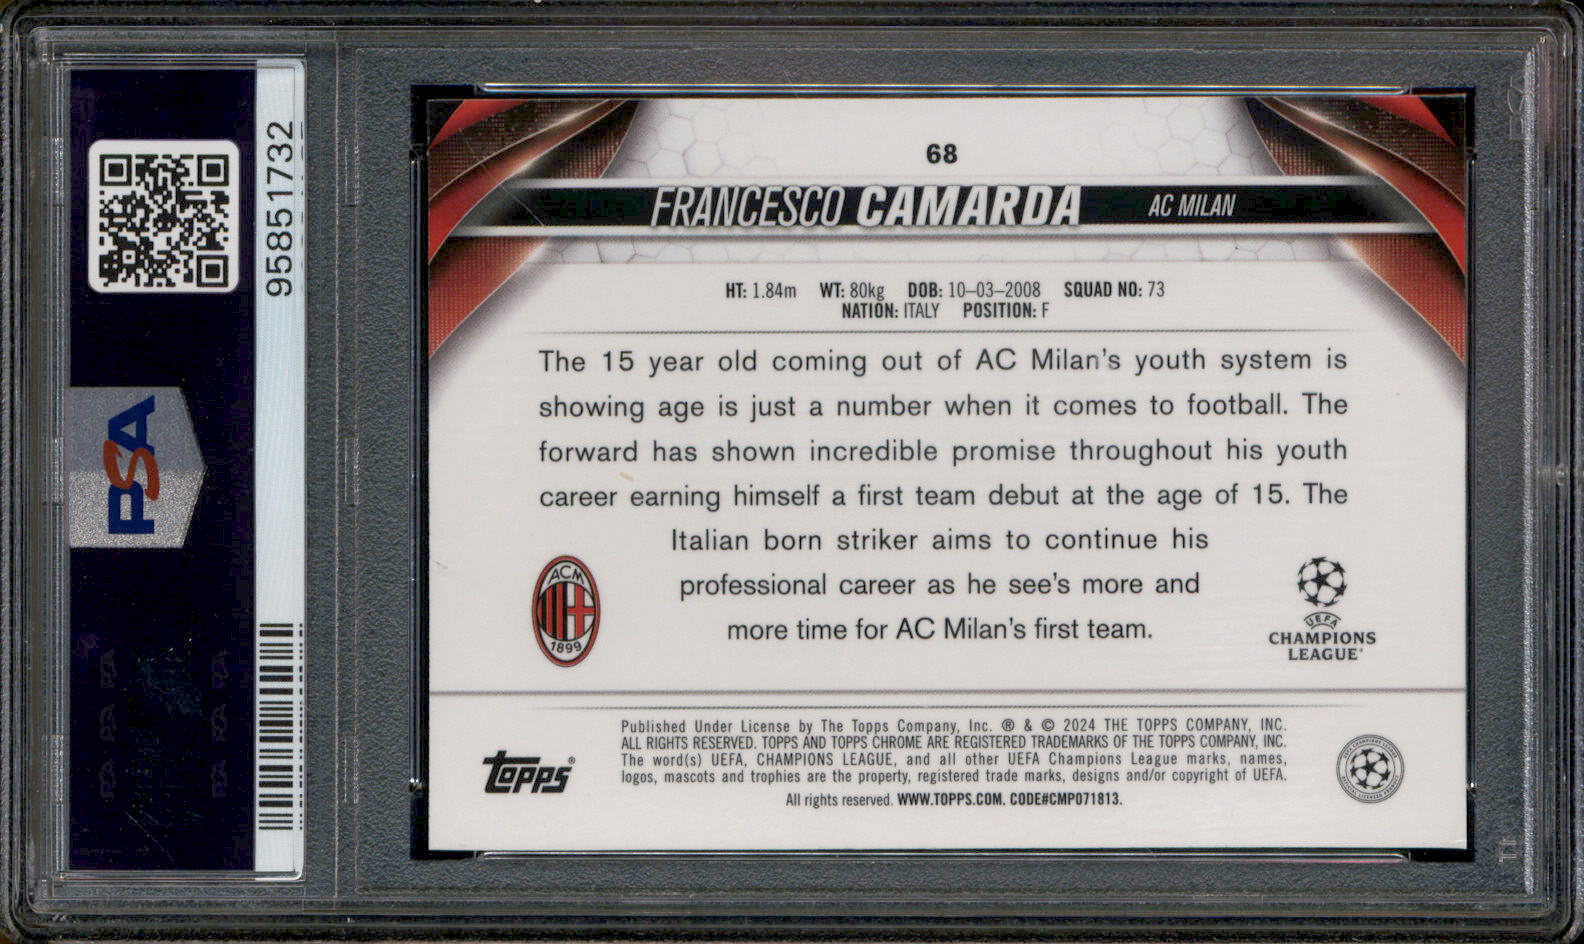 95851732
PSA
68
FRANCESCO CAMARDA AC MILAN
HT: 1.84m WT: 80kg DOB: 10–03–2008 SQUAD NO: 73
NATION: ITALY POSITION: F
The 15 year old coming out of AC Milan's youth system is
showing age is just a number when it comes to football. The
forward has shown incredible promise throughout his youth
career earning himself a first team debut at the age of 15. The
Italian born striker aims to continue his
professional career as he see's more and
more time for AC Milan's first team.
ACM
1899
UEFA
CHAMPIONS
LEAGUE®
topps®
Published Under License by The Topps Company, Inc. ® & © 2024 THE TOPPS COMPANY, INC.
ALL RIGHTS RESERVED. TOPPS AND TOPPS CHROME ARE REGISTERED TRADEMARKS OF THE TOPPS COMPANY, INC.
The word(s) UEFA, CHAMPIONS LEAGUE, and all other UEFA Champions League marks, names,
logos, mascots and trophies are the property, registered trade marks, designs and/or copyright of UEFA.
All rights reserved. WWW.TOPPS.COM. CODE#CMP071813.